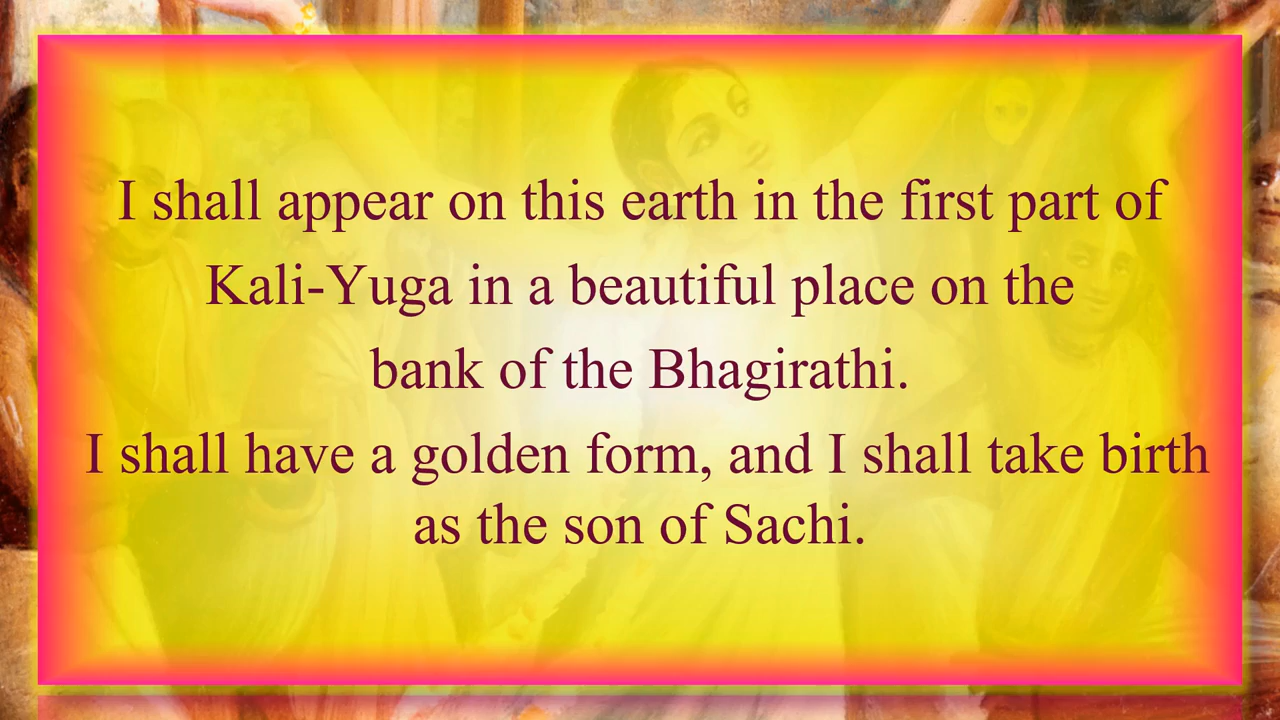 I shall appear on this earth in the first part of
Kali-Yuga in a beautiful place on the
bank of the Bhagirathi.
I shall have a golden form, and I shall take birth
as the son of Sachi.